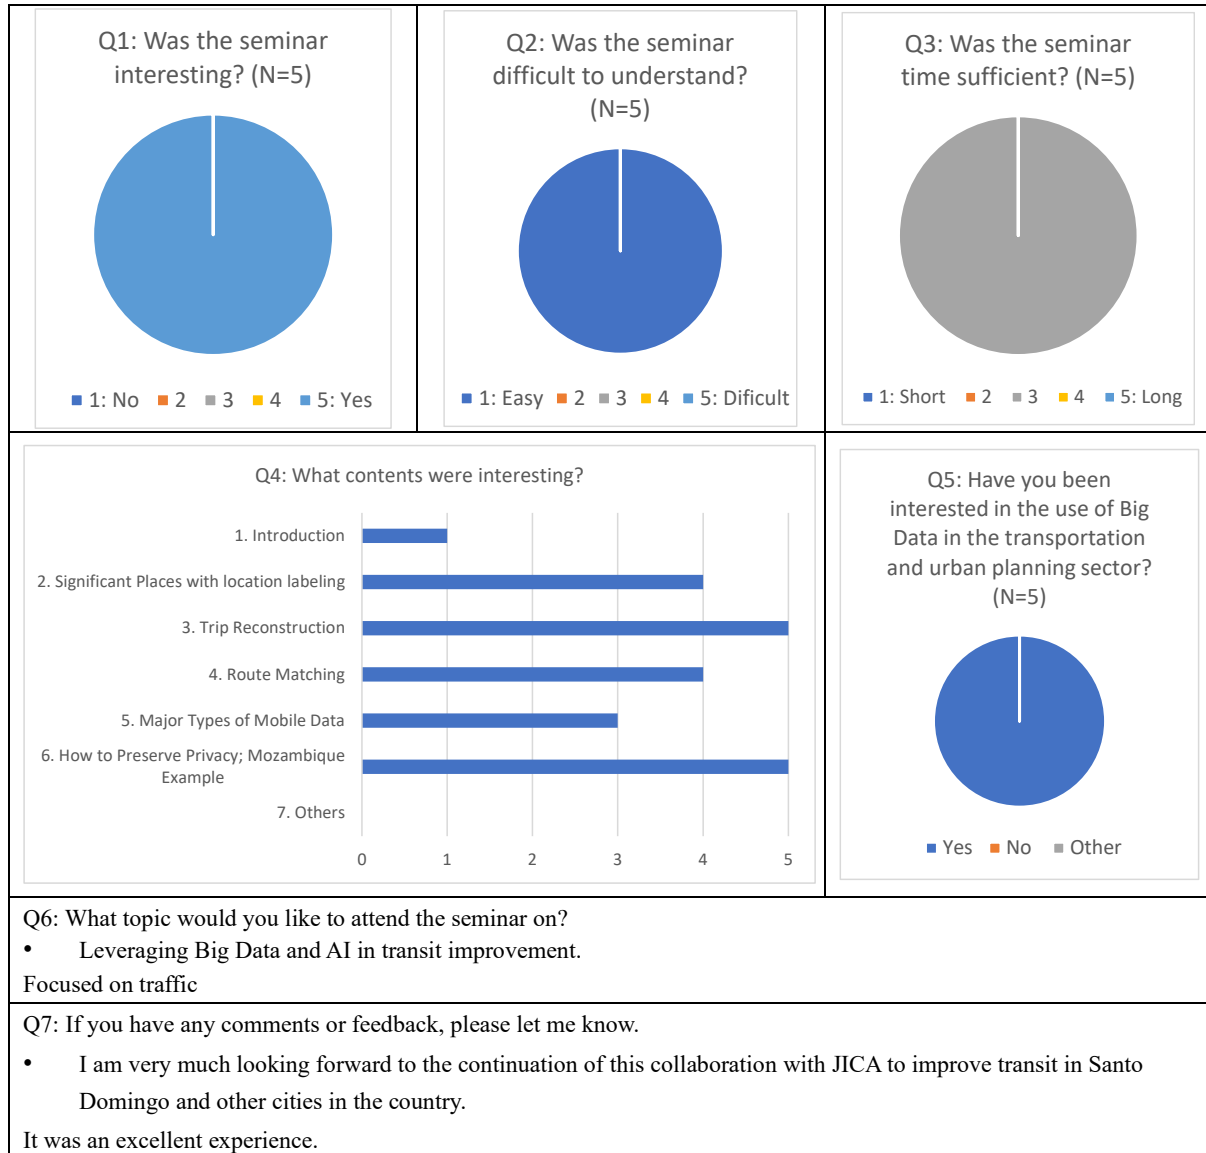 Q1: Was the seminar
interesting? (N=5)
1: No 2 3 4 5: Yes
Q2: Was the seminar
difficult to understand?
(N=5)
1: Easy 2 3 4 5: Dificult
Q3: Was the seminar
time sufficient? (N=5)
1: Short 2 3 4 5: Long
Q4: What contents were interesting?
1. Introduction
2. Significant Places with location labeling
3. Trip Reconstruction
4. Route Matching
5. Major Types of Mobile Data
6. How to Preserve Privacy; Mozambique
Example
7. Others
0 1 2 3 4 5
Q5: Have you been
interested in the use of Big
Data in the transportation
and urban planning sector?
(N=5)
Yes No Other
Q6: What topic would you like to attend the seminar on?
• Leveraging Big Data and AI in transit improvement.
Focused on traffic
Q7: If you have any comments or feedback, please let me know.
• I am very much looking forward to the continuation of this collaboration with JICA to improve transit in Santo
Domingo and other cities in the country.
It was an excellent experience.